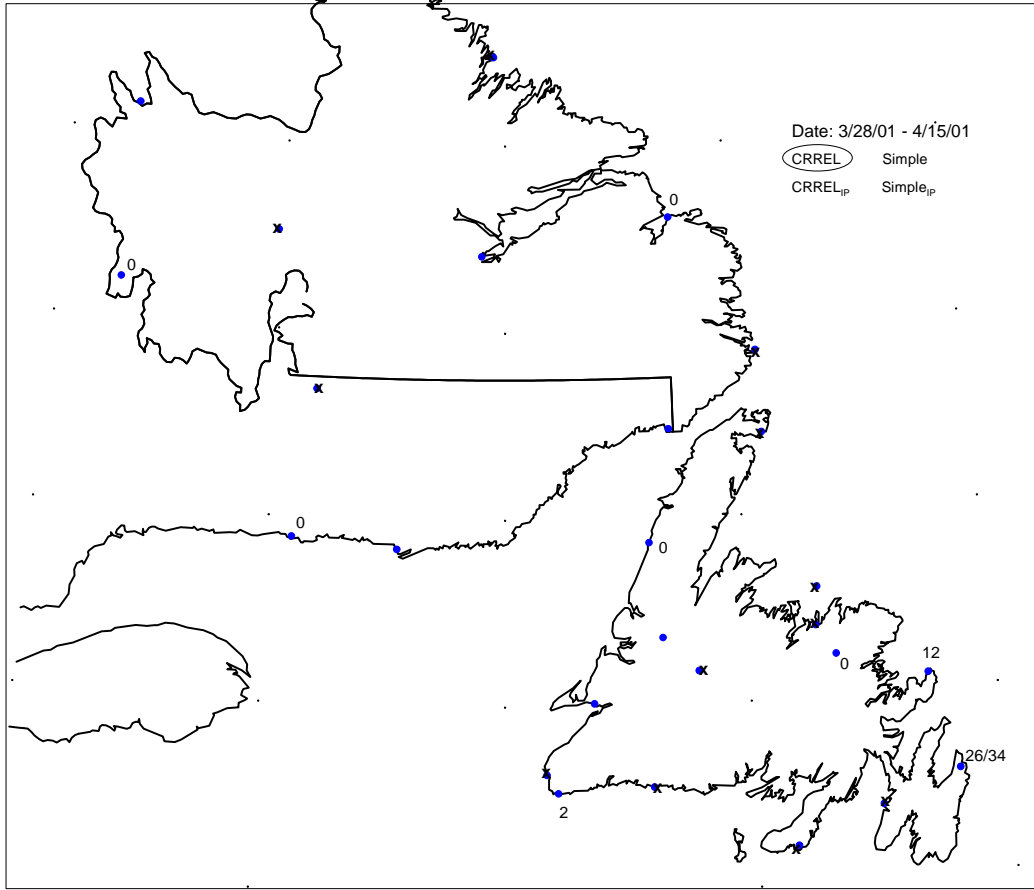 Date: 3/28/01 - 4/15/01
CRREL Simple
CRREL_IP Simple_IP
0
0
x
x
x
x
x
0
0
x
x
0
12
x
26/34
x
x
2
x
x